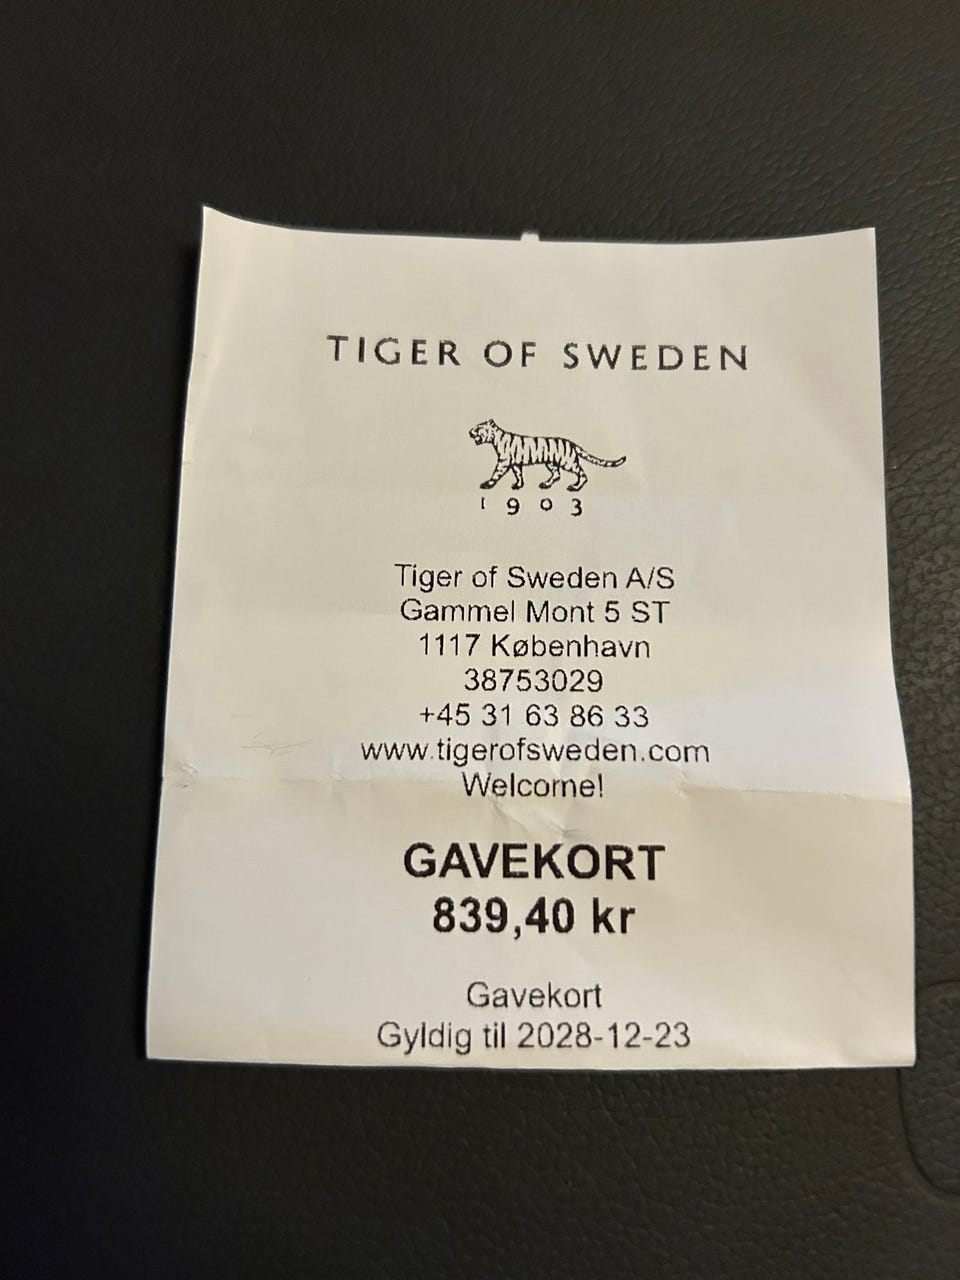 TIGER OF SWEDEN
1903
Tiger of Sweden A/S
Gammel Mont 5 ST
1117 København
38753029
+45 31 63 86 33
www.tigerofsweden.com
Welcome!
GAVEKORT
839,40 kr
Gavekort
Gyldig til 2028-12-23